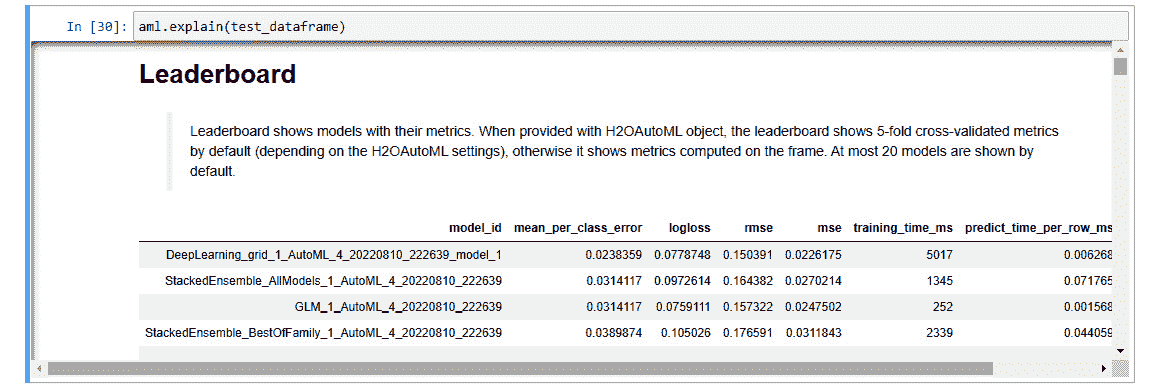 In [30]: aml.explain(test_dataframe)
Leaderboard
Leaderboard shows models with their metrics. When provided with H2OAutoML object, the leaderboard shows 5-fold cross-validated metrics
by default (depending on the H2OAutoML settings), otherwise it shows metrics computed on the frame. At most 20 models are shown by
default.
model_id mean_per_class_error logloss rmse mse training_time_ms predict_time_per_row_ms
DeepLearning_grid_1_AutoML_4_20220810_222639_model_1 0.0238359 0.0778748 0.150391 0.0226175 5017 0.006268
StackedEnsemble_AllModels_1_AutoML_4_20220810_222639 0.0314117 0.0972614 0.164382 0.0270214 1345 0.071765
GLM_1_AutoML_4_20220810_222639 0.0314117 0.0759111 0.157322 0.0247502 252 0.001568
StackedEnsemble_BestOfFamily_1_AutoML_4_20220810_222639 0.0389874 0.105026 0.176591 0.0311843 2339 0.044059